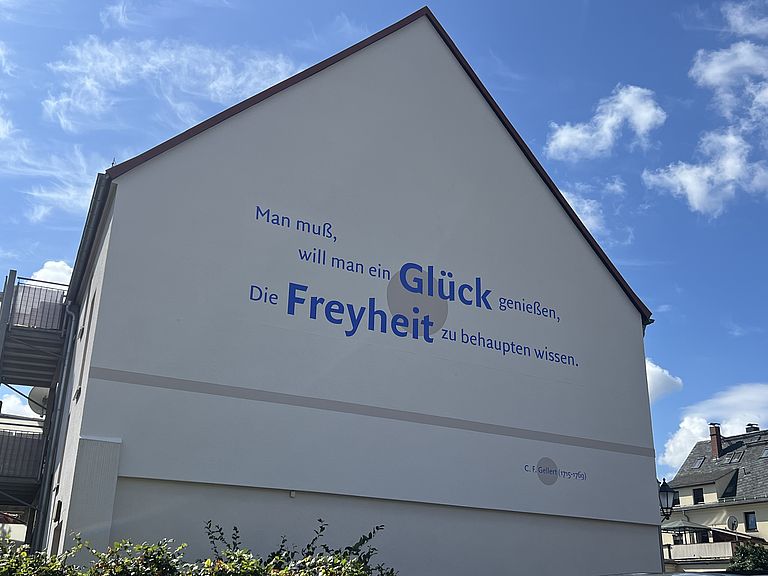 Man muß,
will man ein Glück genießen,
Die Freyheit zu behaupten wissen.
C. F. Gellert (1715-1769)